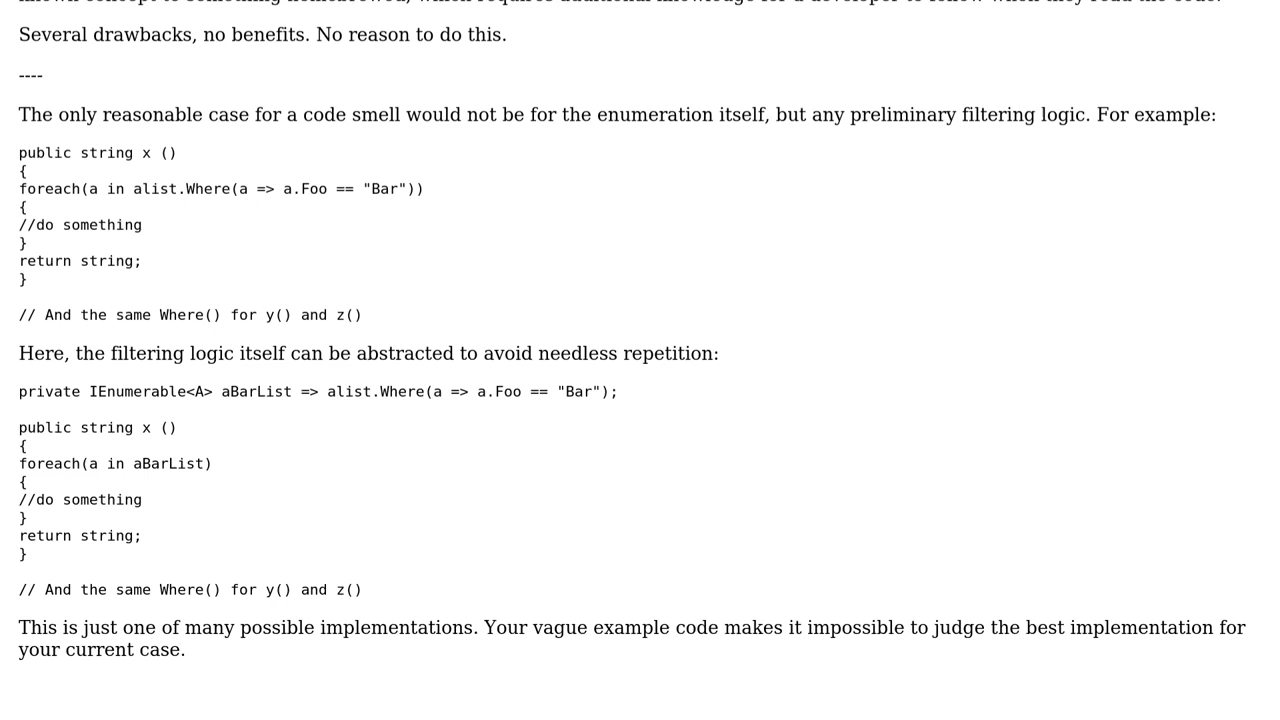 Several drawbacks, no benefits. No reason to do this.
----
The only reasonable case for a code smell would not be for the enumeration itself, but any preliminary filtering logic. For example:
public string x ()
{
foreach(a in alist.Where(a => a.Foo == "Bar"))
{
//do something
}
return string;
}
// And the same Where() for y() and z()
Here, the filtering logic itself can be abstracted to avoid needless repetition:
private IEnumerable<A> aBarList => alist.Where(a => a.Foo == "Bar");
public string x ()
{
foreach(a in aBarList)
{
//do something
}
return string;
}
// And the same Where() for y() and z()
This is just one of many possible implementations. Your vague example code makes it impossible to judge the best implementation for
your current case.